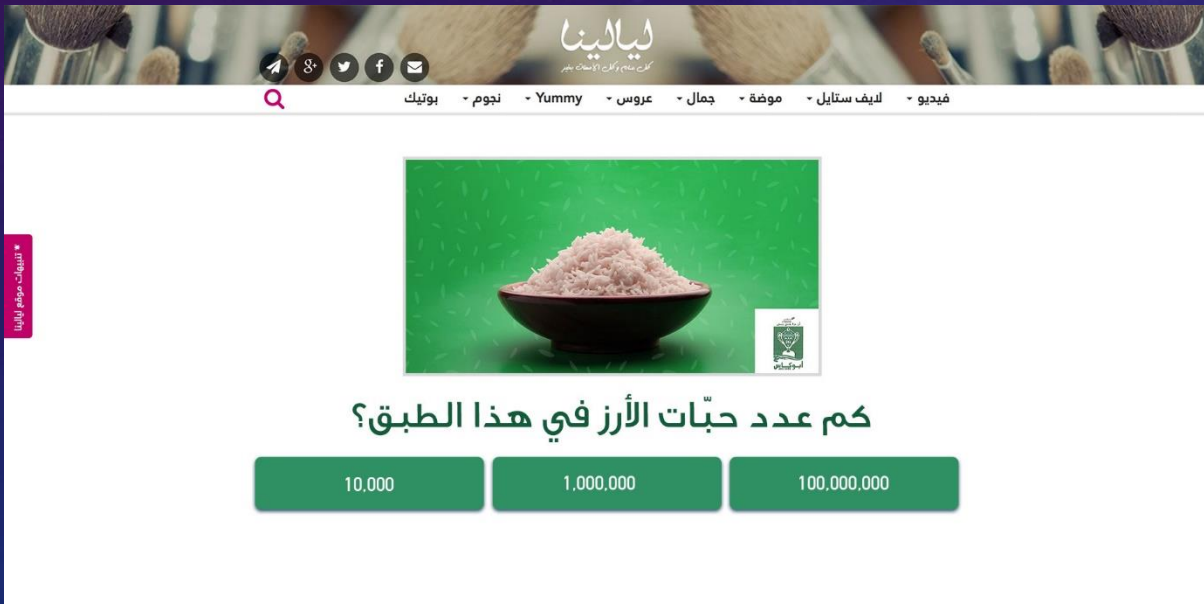 ليالينا
فيديو لايف ستايل موضة جمال عروس Yummy نجوم بوتيك
تنبيهات موقع ليالينا
أبوكاس
كم عدد حبّات الأرز في هذا الطبق؟
10,000 1,000,000 100,000,000